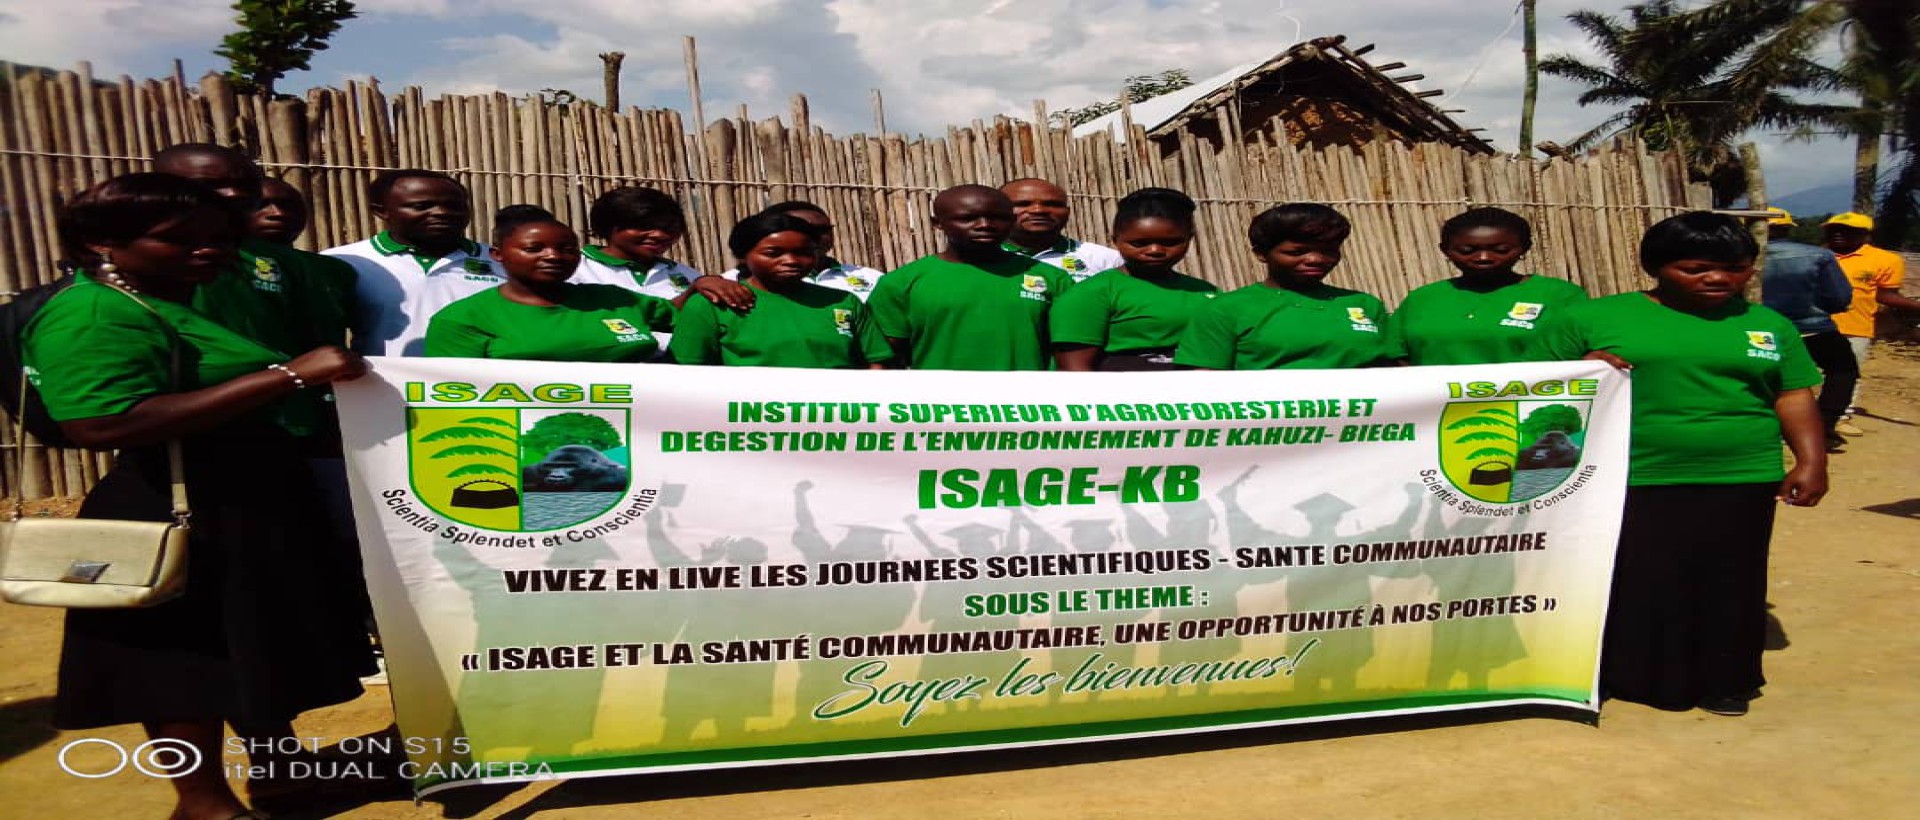 ISAGE
Scientia Splendet et Conscientia
INSTITUT SUPERIEUR D'AGROFORESTERIE ET
DEGESTION DE L'ENVIRONNEMENT DE KAHUZI- BIEGA
ISAGE-KB
ISAGE
Scientia Splendet et Conscientia
VIVEZ EN LIVE LES JOURNEES SCIENTIFIQUES - SANTE COMMUNAUTAIRE
SOUS LE THEME :
« ISAGE ET LA SANTÉ COMMUNAUTAIRE, UNE OPPORTUNITÉ À NOS PORTES »
Soyez les bienvenues!
SHOT ON S15
itel DUAL CAMERA